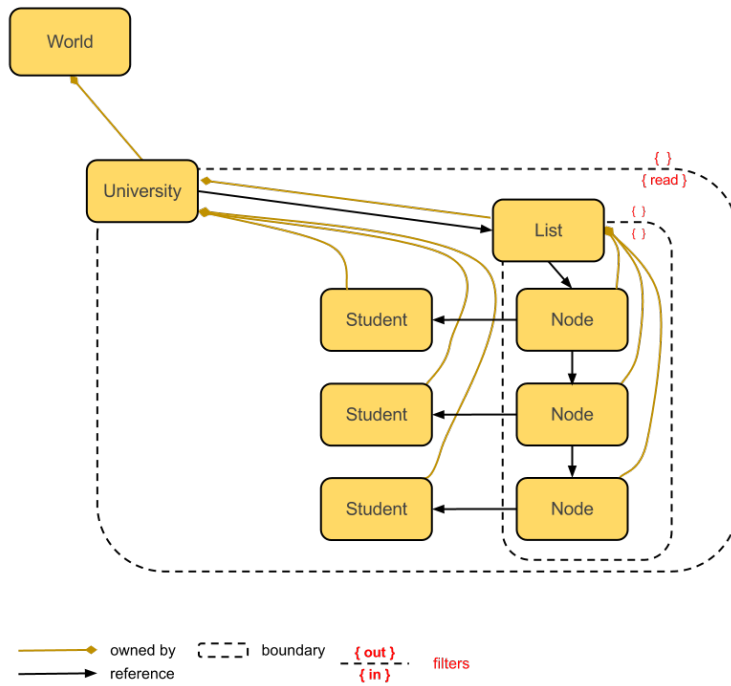 World
{ }
{ read }
University
{ }
{ }
List
Student
Node
Student
Node
Student
Node
owned by
boundary
{ out }
{ in }
filters
reference